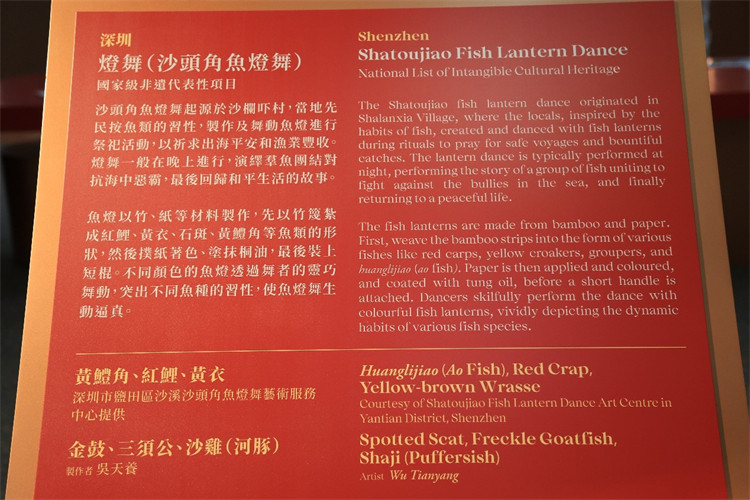 深圳
燈舞(沙頭角魚燈舞)
國家級非遺代表性項目
沙頭角魚燈舞起源於沙欄吓村,當地先
民按魚類的習性,製作及舞動魚燈進行
祭祀活動,以祈求出海平安和漁業豐收。
燈舞一般在晚上進行,演繹羣魚團結對
抗海中惡霸,最後回歸和平生活的故事。
魚燈以竹、紙等材料製作,先以竹篾紮
成紅鯉、黃衣、石斑、黃鱧角等魚類的形
狀,然後撲紙著色、塗抹桐油,最後裝上
短棍。不同顏色的魚燈透過舞者的靈巧
舞動,突出不同魚種的習性,使魚燈舞生
動逼真。
黃鱧角、紅鯉、黃衣
深圳市鹽田區沙溪沙頭角魚燈舞藝術服務
中心提供
金鼓、三須公、沙雞(河豚)
製作者 吳天養
Shenzhen
Shatoujiao Fish Lantern Dance
National List of Intangible Cultural Heritage
The Shatoujiao fish lantern dance originated in
Shalanxia Village, where the locals, inspired by the
habits of fish, created and danced with fish lanterns
during rituals to pray for safe voyages and bountiful
catches. The lantern dance is typically performed at
night, performing the story of a group of fish uniting to
fight against the bullies in the sea, and finally
returning to a peaceful life.
The fish lanterns are made from bamboo and paper.
First, weave the bamboo strips into the form of various
fishes like red carps, yellow croakers, groupers, and
huanglijiao (ao fish). Paper is then applied and coloured,
and coated with tung oil, before a short handle is
attached. Dancers skilfully perform the dance with
colourful fish lanterns, vividly depicting the dynamic
habits of various fish species.
Huanglijiao (Ao Fish), Red Crap,
Yellow-brown Wrasse
Courtesy of Shatoujiao Fish Lantern Dance Art Centre in
Yantian District, Shenzhen
Spotted Scat, Freckle Goatfish,
Shaji (Puffersish)
Artist Wu Tianyang